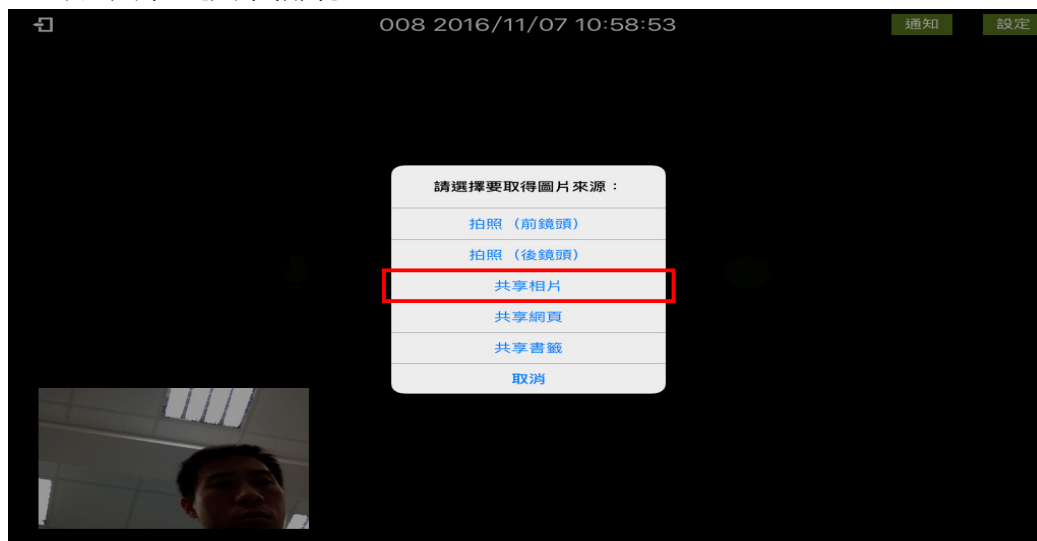 008 2016/11/07 10:58:53
通知
設定
請選擇要取得圖片來源：
拍照（前鏡頭）
拍照（後鏡頭）
共享相片
共享網頁
共享書籤
取消